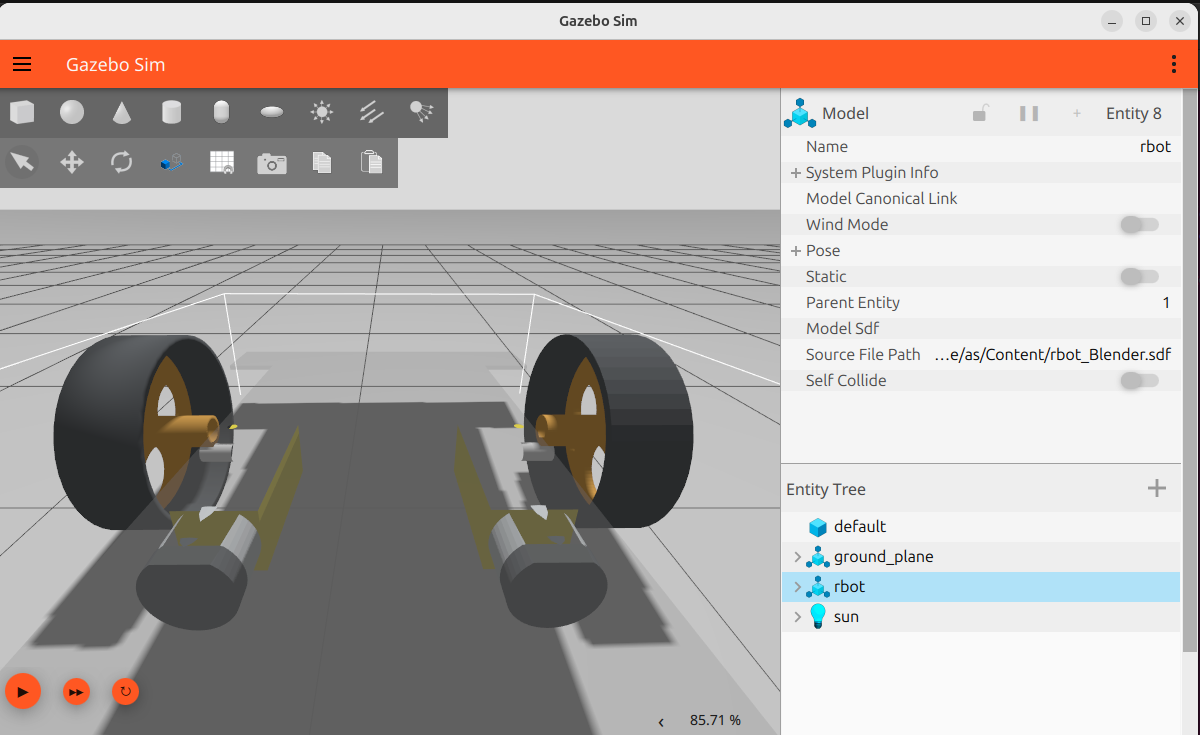 Gazebo Sim
Gazebo Sim
Model
Entity 8
Name
rbot
System Plugin Info
Model Canonical Link
Wind Mode
Pose
Static
Parent Entity
1
Model Sdf
Source File Path
...e/as/Content/rbot_Blender.sdf
Self Collide
Entity Tree
default
ground_plane
rbot
sun
85.71 %